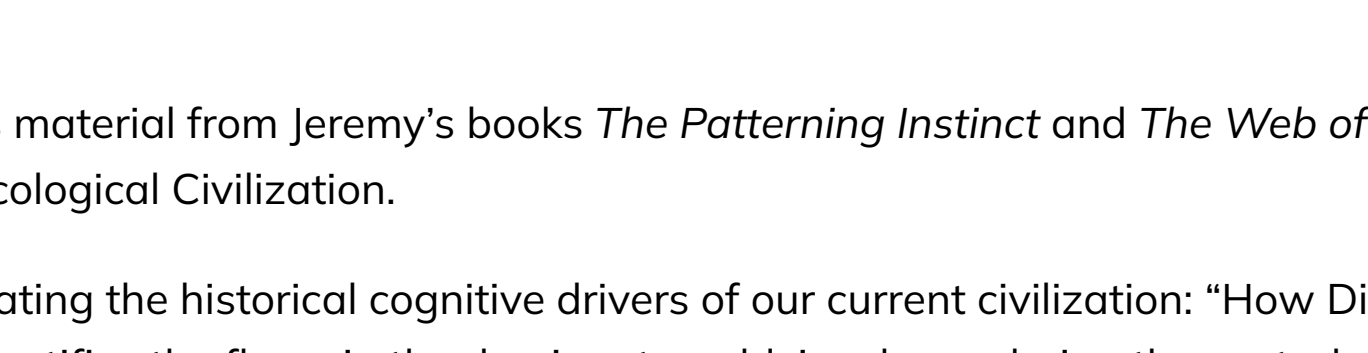 material from Jeremy’s books The Patterning Instinct and The Web of
cological Civilization.
ating the historical cognitive drivers of our current civilization: “How Di